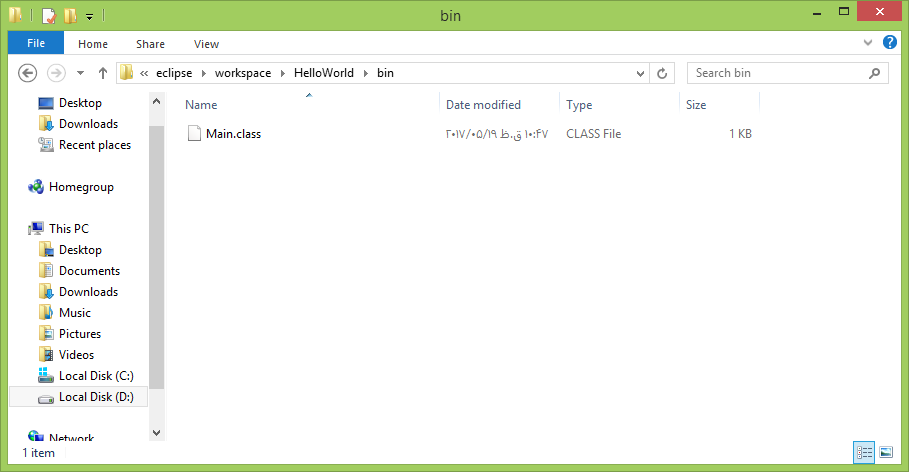 bin
File Home Share View
« eclipse workspace HelloWorld bin Search bin
Desktop
Downloads
Recent places
Homegroup
This PC
Desktop
Documents
Downloads
Music
Pictures
Videos
Local Disk (C:)
Local Disk (D:)
Network
Name Date modified Type Size
Main.class ۲۰۱۷/۰۵/۱۹ ق.ظ ۱۰:۴۷ CLASS File 1 KB
1 item